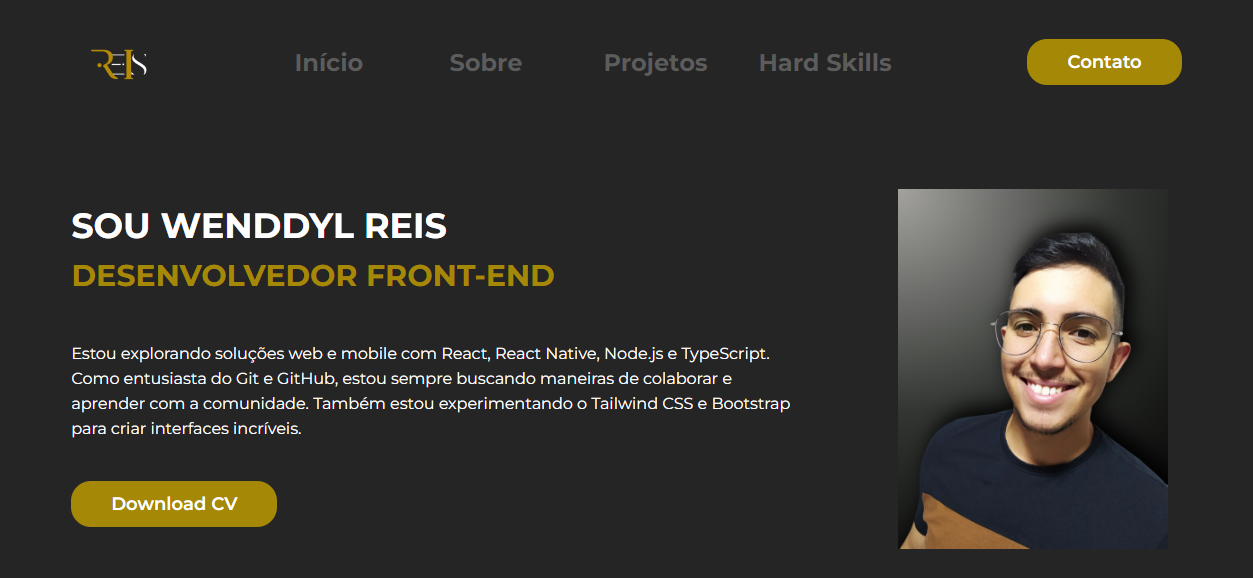 REIS
Início Sobre Projetos Hard Skills Contato
SOU WENDDYL REIS
DESENVOLVEDOR FRONT-END
Estou explorando soluções web e mobile com React, React Native, Node.js e TypeScript.
Como entusiasta do Git e GitHub, estou sempre buscando maneiras de colaborar e
aprender com a comunidade. Também estou experimentando o Tailwind CSS e Bootstrap
para criar interfaces incríveis.
Download CV